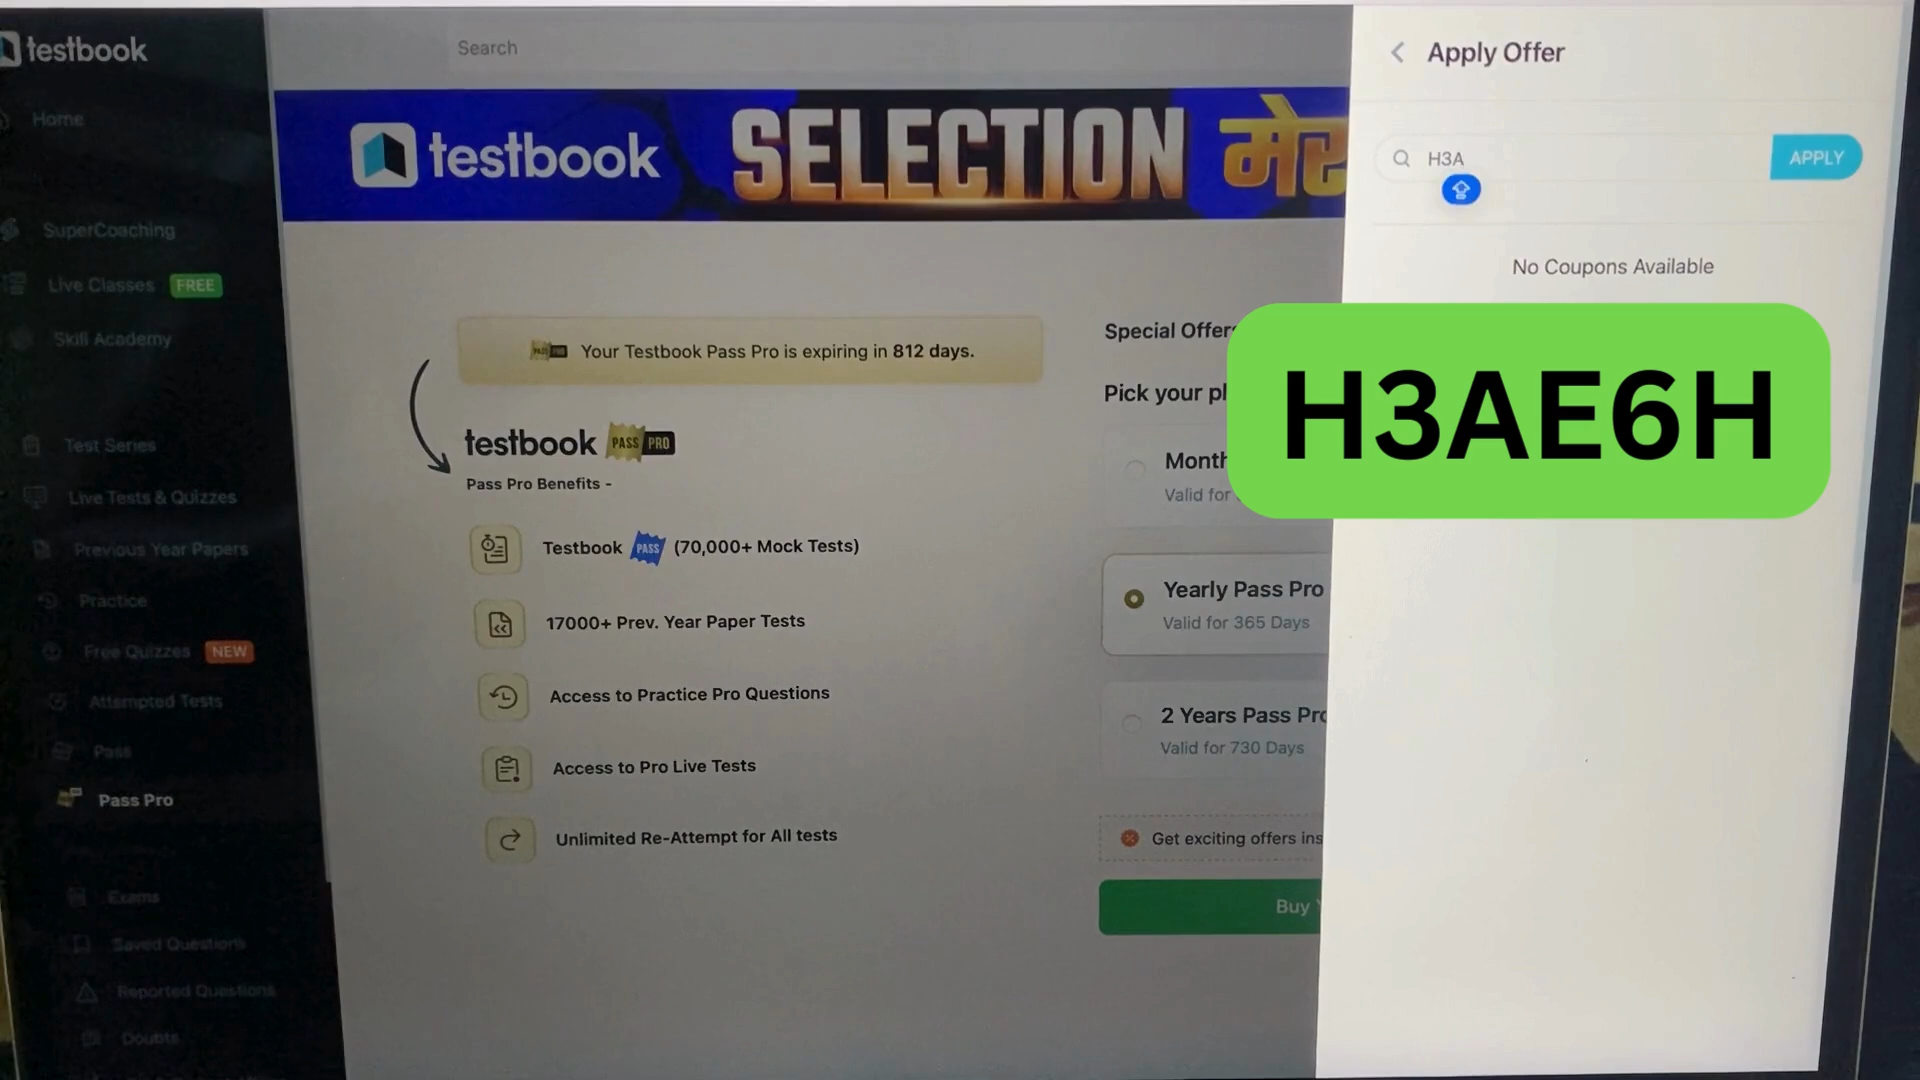 testbook
Home
SuperCoaching
Live Classes FREE
Skill Academy
Test Series
Live Tests & Quizzes
Previous Year Papers
Practice
Free Quizzes NEW
Attempted Tests
Pass
Pass Pro
Exams
Saved Questions
Reported Questions
Doubts
Search
testbook SELECTION मेरा
Your Testbook Pass Pro is expiring in 812 days.
testbook PASS PRO
Pass Pro Benefits -
Testbook PASS (70,000+ Mock Tests)
17000+ Prev. Year Paper Tests
Access to Practice Pro Questions
Access to Pro Live Tests
Unlimited Re-Attempt for All tests
Special Offer
Pick your pl
Month
Valid for
Yearly Pass Pro
Valid for 365 Days
2 Years Pass Pro
Valid for 730 Days
Get exciting offers ins
Buy
Apply Offer
H3A
APPLY
No Coupons Available
H3AE6H